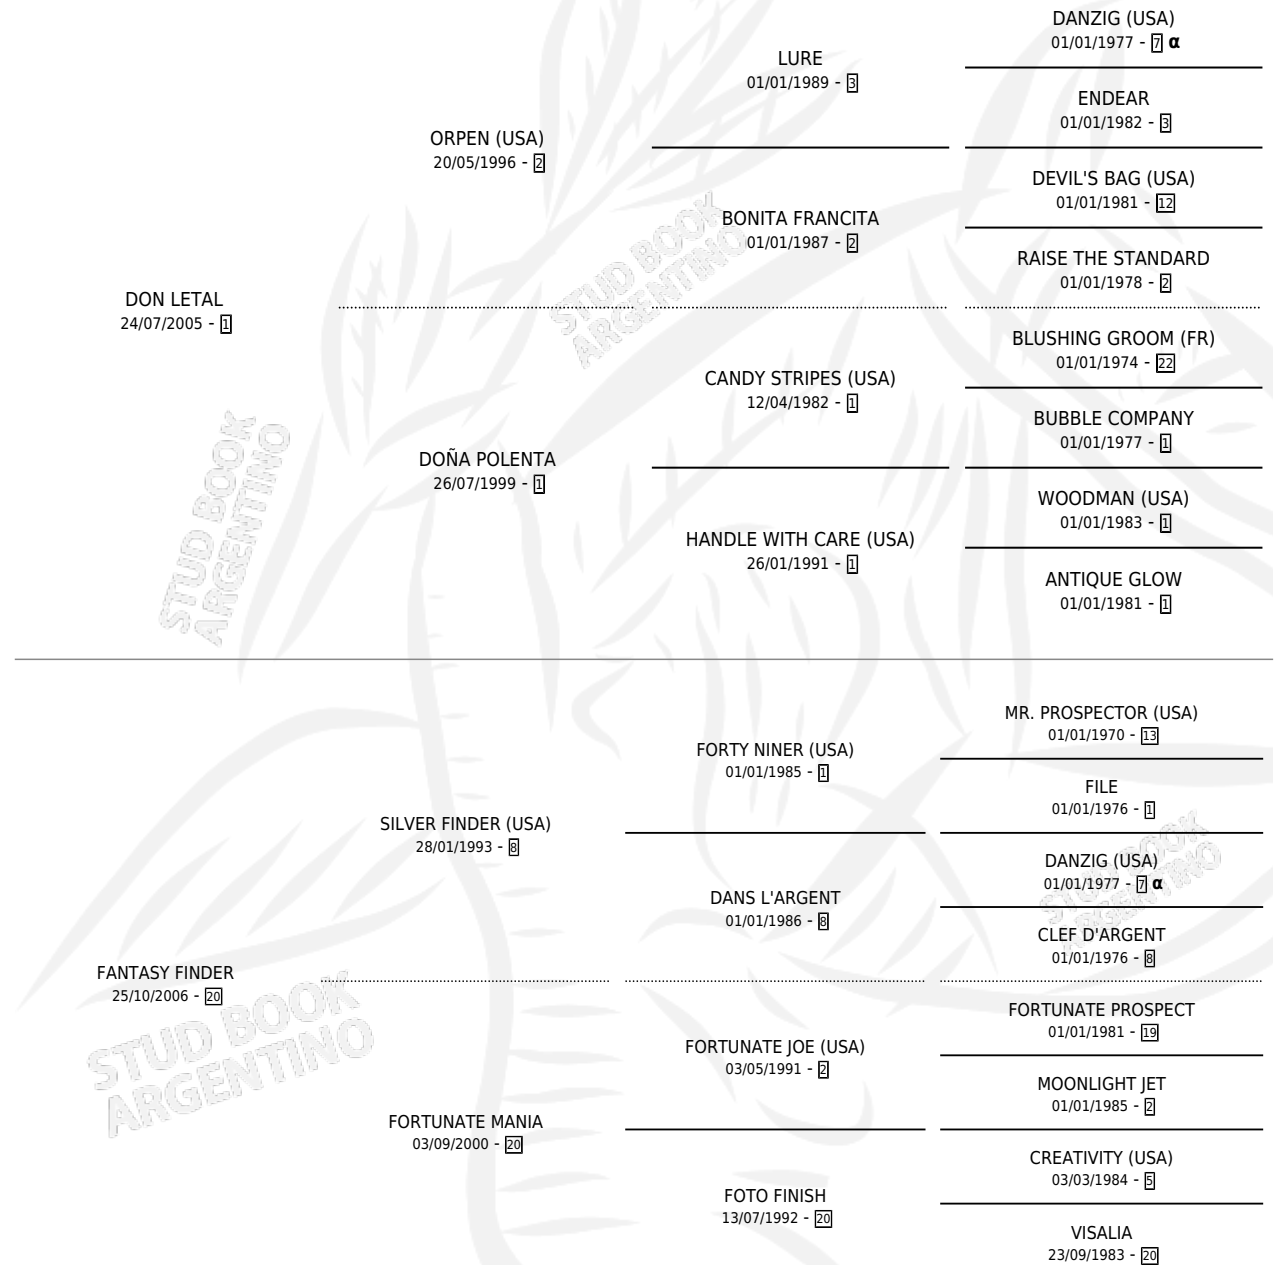 DANZIG (USA)
01/01/1977 - 7 α
LURE
01/01/1989 - 3
ENDEAR
01/01/1982 - 3
ORPEN (USA)
20/05/1996 - 2
DEVIL'S BAG (USA)
01/01/1981 - 12
BONITA FRANCITA
01/01/1987 - 2
RAISE THE STANDARD
01/01/1978 - 2
DON LETAL
24/07/2005 - 1
BLUSHING GROOM (FR)
01/01/1974 - 22
CANDY STRIPES (USA)
12/04/1982 - 1
BUBBLE COMPANY
01/01/1977 - 1
DOÑA POLENTA
26/07/1999 - 1
WOODMAN (USA)
01/01/1983 - 1
HANDLE WITH CARE (USA)
26/01/1991 - 1
ANTIQUE GLOW
01/01/1981 - 1
STUD BOOK
ARGENTINO
STUD BOOK
ARGENTINO
MR. PROSPECTOR (USA)
01/01/1970 - 13
FORTY NINER (USA)
01/01/1985 - 1
FILE
01/01/1976 - 1
SILVER FINDER (USA)
28/01/1993 - 8
DANZIG (USA)
01/01/1977 - 7 α
DANS L'ARGENT
01/01/1986 - 8
CLEF D'ARGENT
01/01/1976 - 8
FANTASY FINDER
25/10/2006 - 20
FORTUNATE PROSPECT
01/01/1981 - 19
FORTUNATE JOE (USA)
03/05/1991 - 2
MOONLIGHT JET
01/01/1985 - 2
FORTUNATE MANIA
03/09/2000 - 20
CREATIVITY (USA)
03/03/1984 - 5
FOTO FINISH
13/07/1992 - 20
VISALIA
23/09/1983 - 20
STUD BOOK
ARGENTINO
STUD BOOK
ARGENTINO